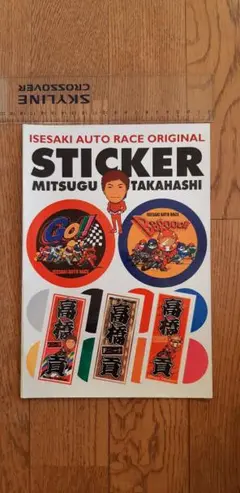 SKYLINE
CROSSOVER
ISESAKI AUTO RACE ORIGINAL
STICKER
MITSUGU TAKAHASHI
GO!
ISESAKI AUTO RACE
ISESAKI AUTO RACE
高橋貢
高橋貢
高橋貢